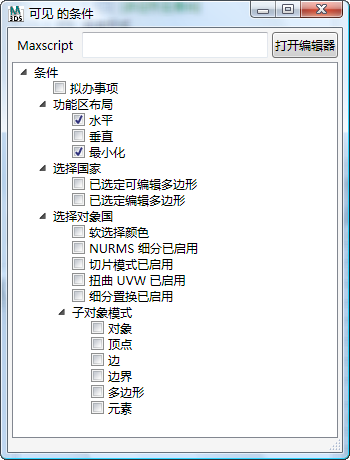 可见 的条件
Maxscript 打开编辑器
条件
拟办事项
功能区布局
水平
垂直
最小化
选择国家
已选定可编辑多边形
已选定编辑多边形
选择对象国
软选择颜色
NURMS 细分已启用
切片模式已启用
扭曲 UVW 已启用
细分置换已启用
子对象模式
对象
顶点
边
边界
多边形
元素